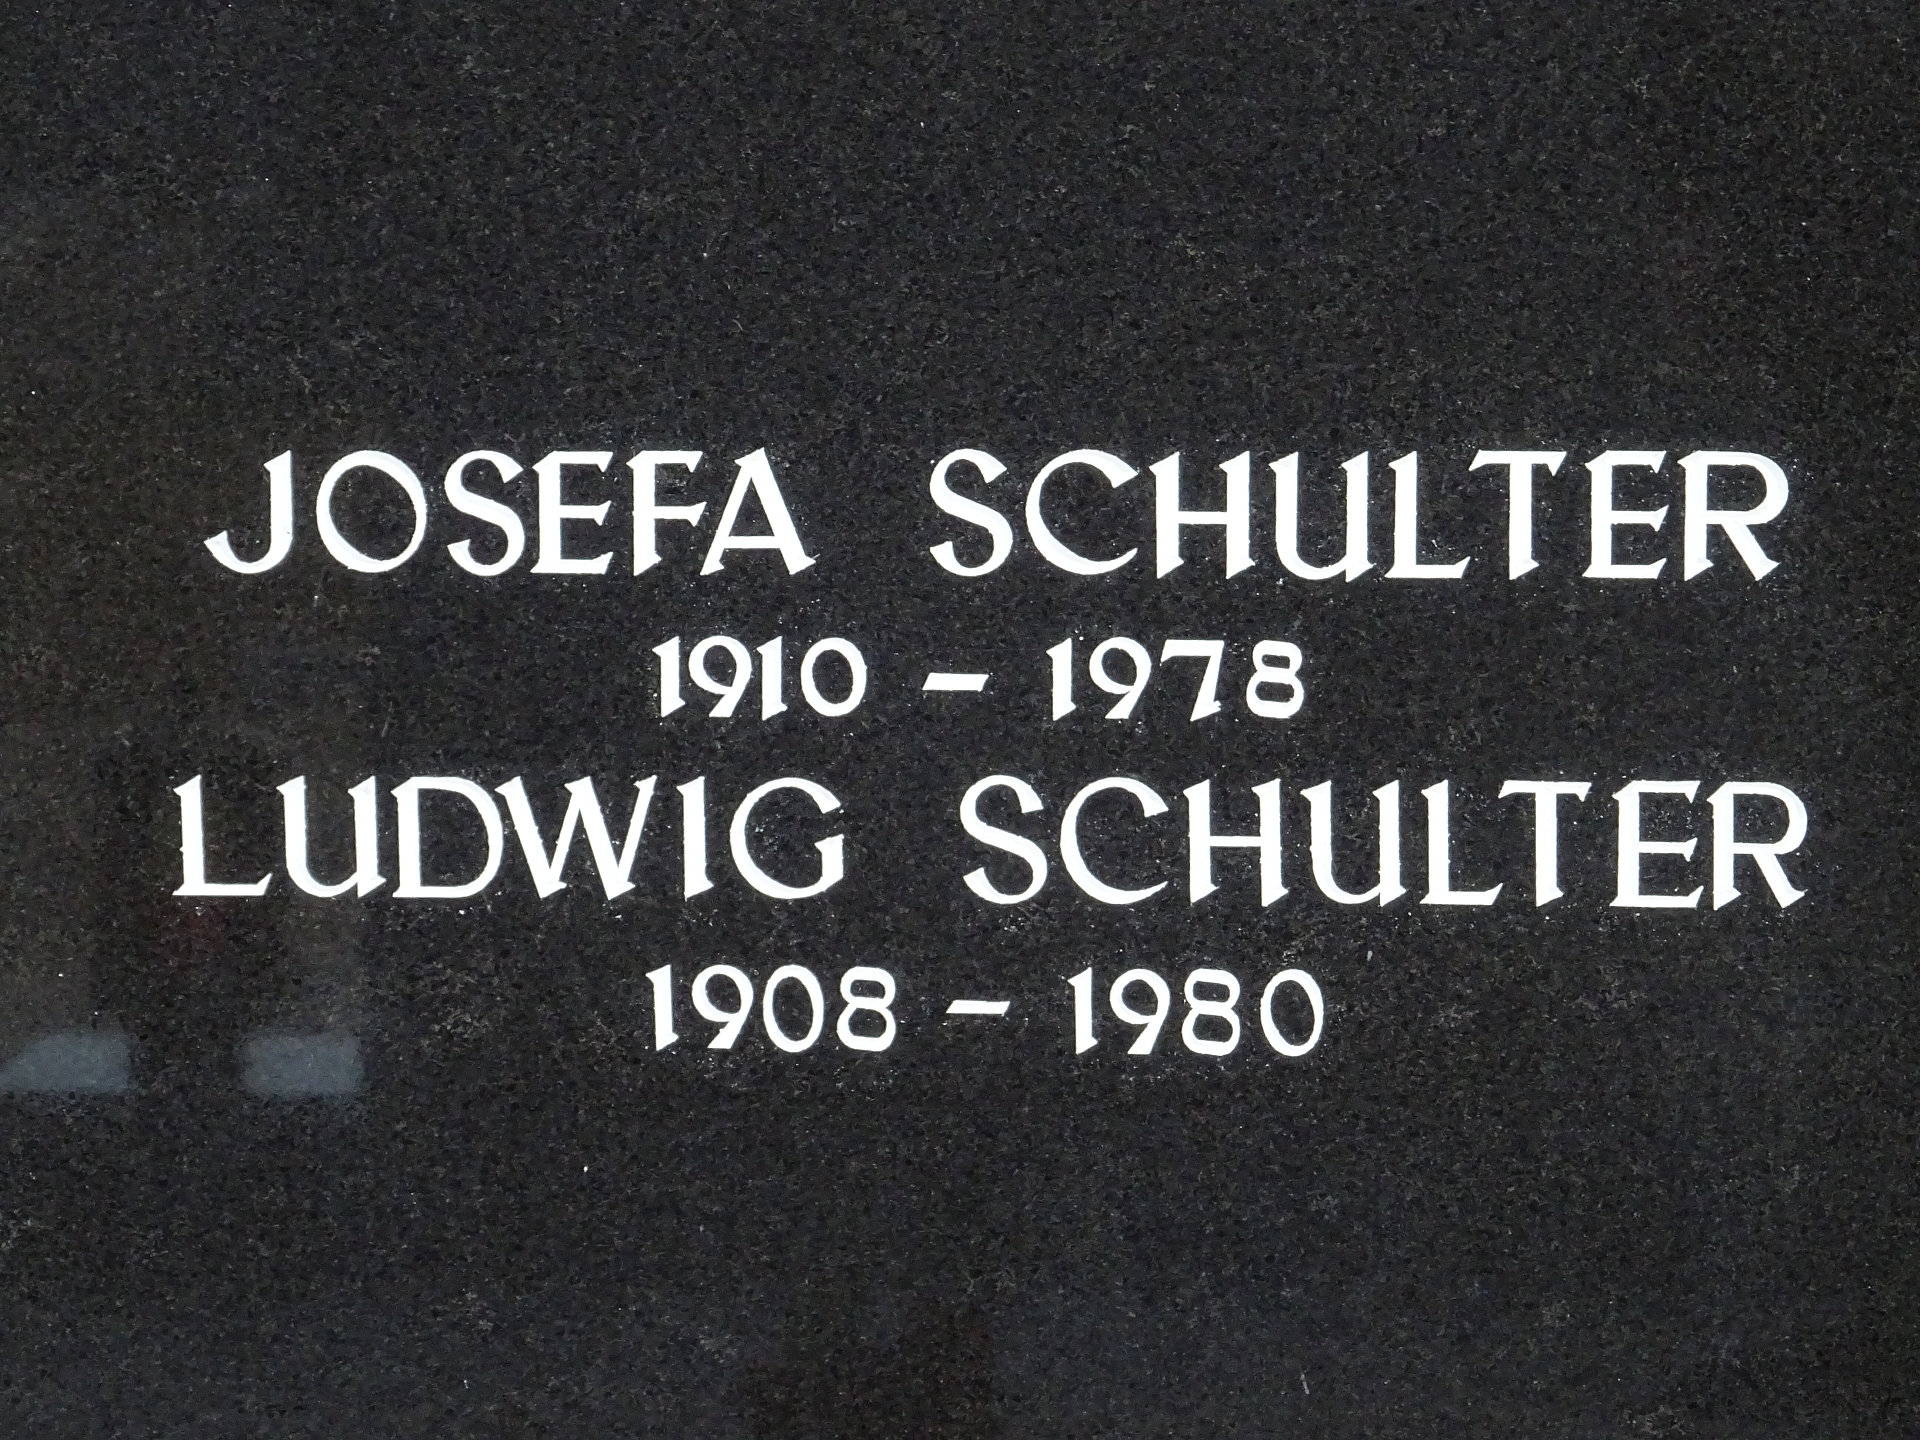 JOSEFA SCHULTER
1910 – 1978
LUDWIG SCHULTER
1908 – 1980